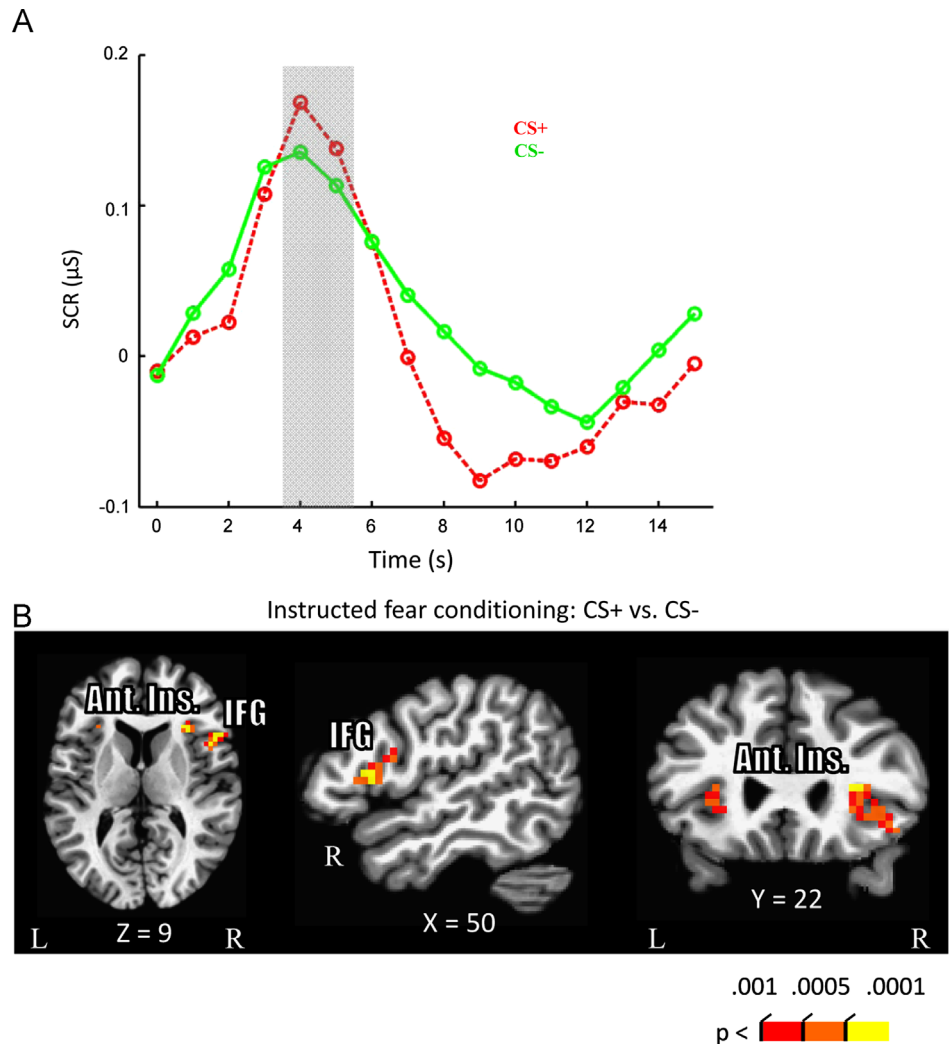 A
0.2
0.1
0
-0.1
SCR (µS)
CS+
CS-
0 2 4 6 8 10 12 14
Time (s)
B
Instructed fear conditioning: CS+ vs. CS-
Ant. Ins.
IFG
L
Z = 9
R
IFG
R
X = 50
Ant. Ins.
Y = 22
L
R
.001 .0005 .0001
p <